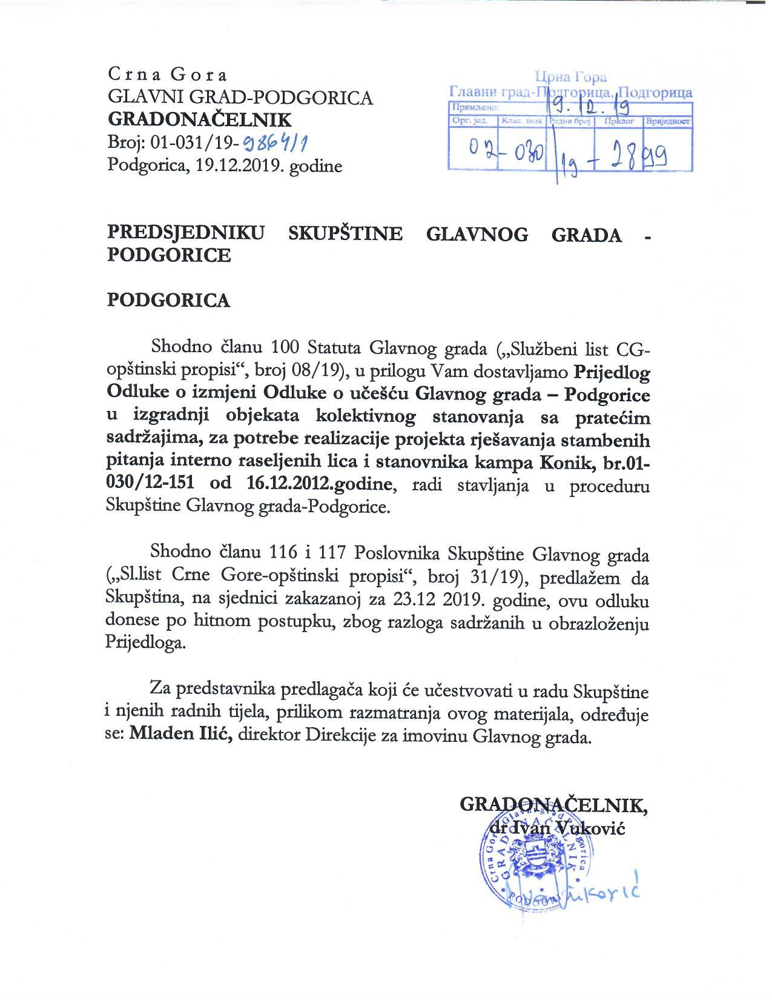 C r n a  G o r a
GLAVNI GRAD-PODGORICA
GRADONAČELNIK
Broj: 01-031/19-9864/1
Podgorica, 19.12.2019. godine
Црна Гора
Главни град-Подгорица, Подгорица
Примљено: 19.12.19
Орг. јед. Клас. знак Редни број Прилог Вриједност
02-030/19-2899
PREDSJEDNIKU SKUPŠTINE GLAVNOG GRADA -
PODGORICE
PODGORICA
Shodno članu 100 Statuta Glavnog grada („Službeni list CG-
opštinski propisi“, broj 08/19), u prilogu Vam dostavljamo Prijedlog
Odluke o izmjeni Odluke o učešću Glavnog grada – Podgorice
u izgradnji objekata kolektivnog stanovanja sa pratećim
sadržajima, za potrebe realizacije projekta rješavanja stambenih
pitanja interno raseljenih lica i stanovnika kampa Konik, br.01-
030/12-151 od 16.12.2012.godine, radi stavljanja u proceduru
Skupštine Glavnog grada-Podgorice.
Shodno članu 116 i 117 Poslovnika Skupštine Glavnog grada
(„Sl.list Crne Gore-opštinski propisi“, broj 31/19), predlažem da
Skupština, na sjednici zakazanoj za 23.12 2019. godine, ovu odluku
donese po hitnom postupku, zbog razloga sadržanih u obrazloženju
Prijedloga.
Za predstavnika predlagača koji će učestvovati u radu Skupštine
i njenih radnih tijela, prilikom razmatranja ovog materijala, određuje
se: Mladen Ilić, direktor Direkcije za imovinu Glavnog grada.
GRADONAČELNIK,
dr Ivan Vuković
Crna Gora Glavni grad Podgorica
GRADONAČELNIK
PODGORICA
Ivan Vuković